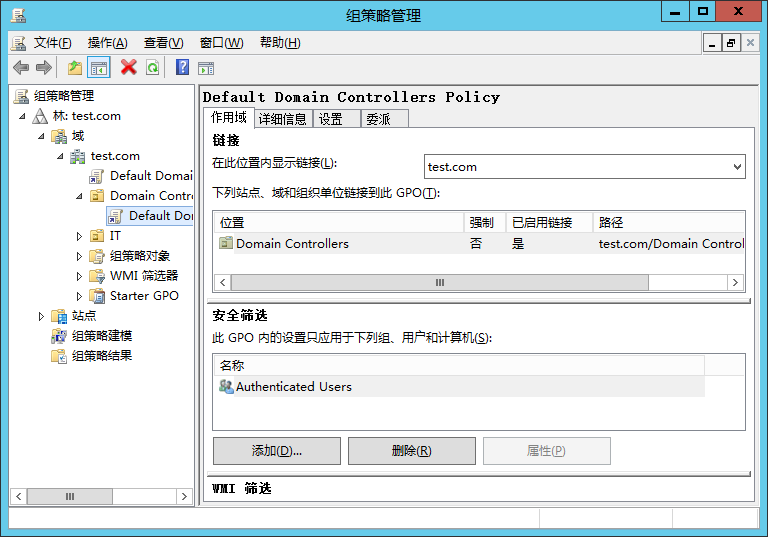 组策略管理
文件(F) 操作(A) 查看(V) 窗口(W) 帮助(H)
组策略管理
林: test.com
域
test.com
Default Domai
Domain Contr
Default Do
IT
组策略对象
WMI 筛选器
Starter GPO
站点
组策略建模
组策略结果
Default Domain Controllers Policy
作用域 详细信息 设置 委派
链接
在此位置内显示链接(L): test.com
下列站点、域和组织单位链接到此 GPO(T):
位置 强制 已启用链接 路径
Domain Controllers 否 是 test.com/Domain Control
安全筛选
此 GPO 内的设置只应用于下列组、用户和计算机(S):
名称
Authenticated Users
添加(D)... 删除(R) 属性(P)
WMI 筛选